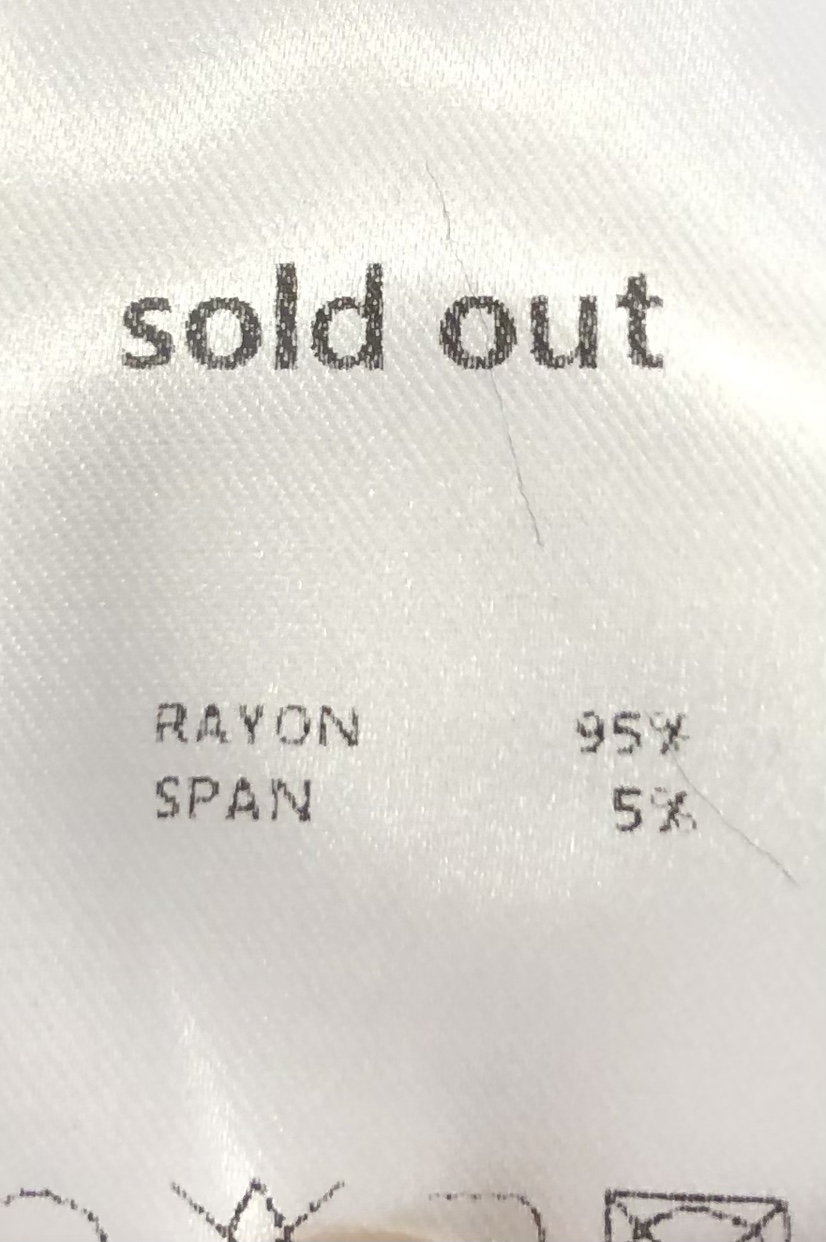 sold out
RAYON 95%
SPAN 5%